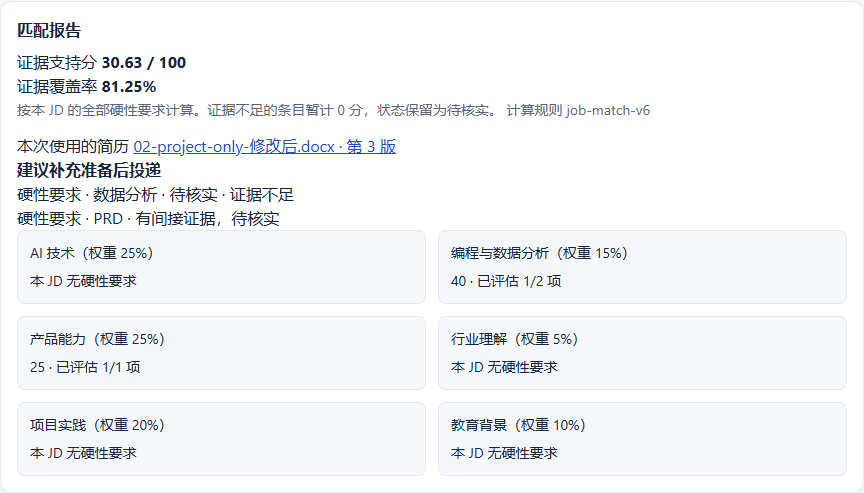 匹配报告
证据支持分 30.63 / 100
证据覆盖率 81.25%
按本 JD 的全部硬性要求计算。证据不足的条目暂计 0 分，状态保留为待核实。 计算规则 job-match-v6
本次使用的简历 02-project-only-修改后.docx · 第 3 版
建议补充准备后投递
硬性要求 · 数据分析 · 待核实 · 证据不足
硬性要求 · PRD · 有间接证据，待核实
AI 技术（权重 25%）
本 JD 无硬性要求
编程与数据分析（权重 15%）
40 · 已评估 1/2 项
产品能力（权重 25%）
25 · 已评估 1/1 项
行业理解（权重 5%）
本 JD 无硬性要求
项目实践（权重 20%）
本 JD 无硬性要求
教育背景（权重 10%）
本 JD 无硬性要求